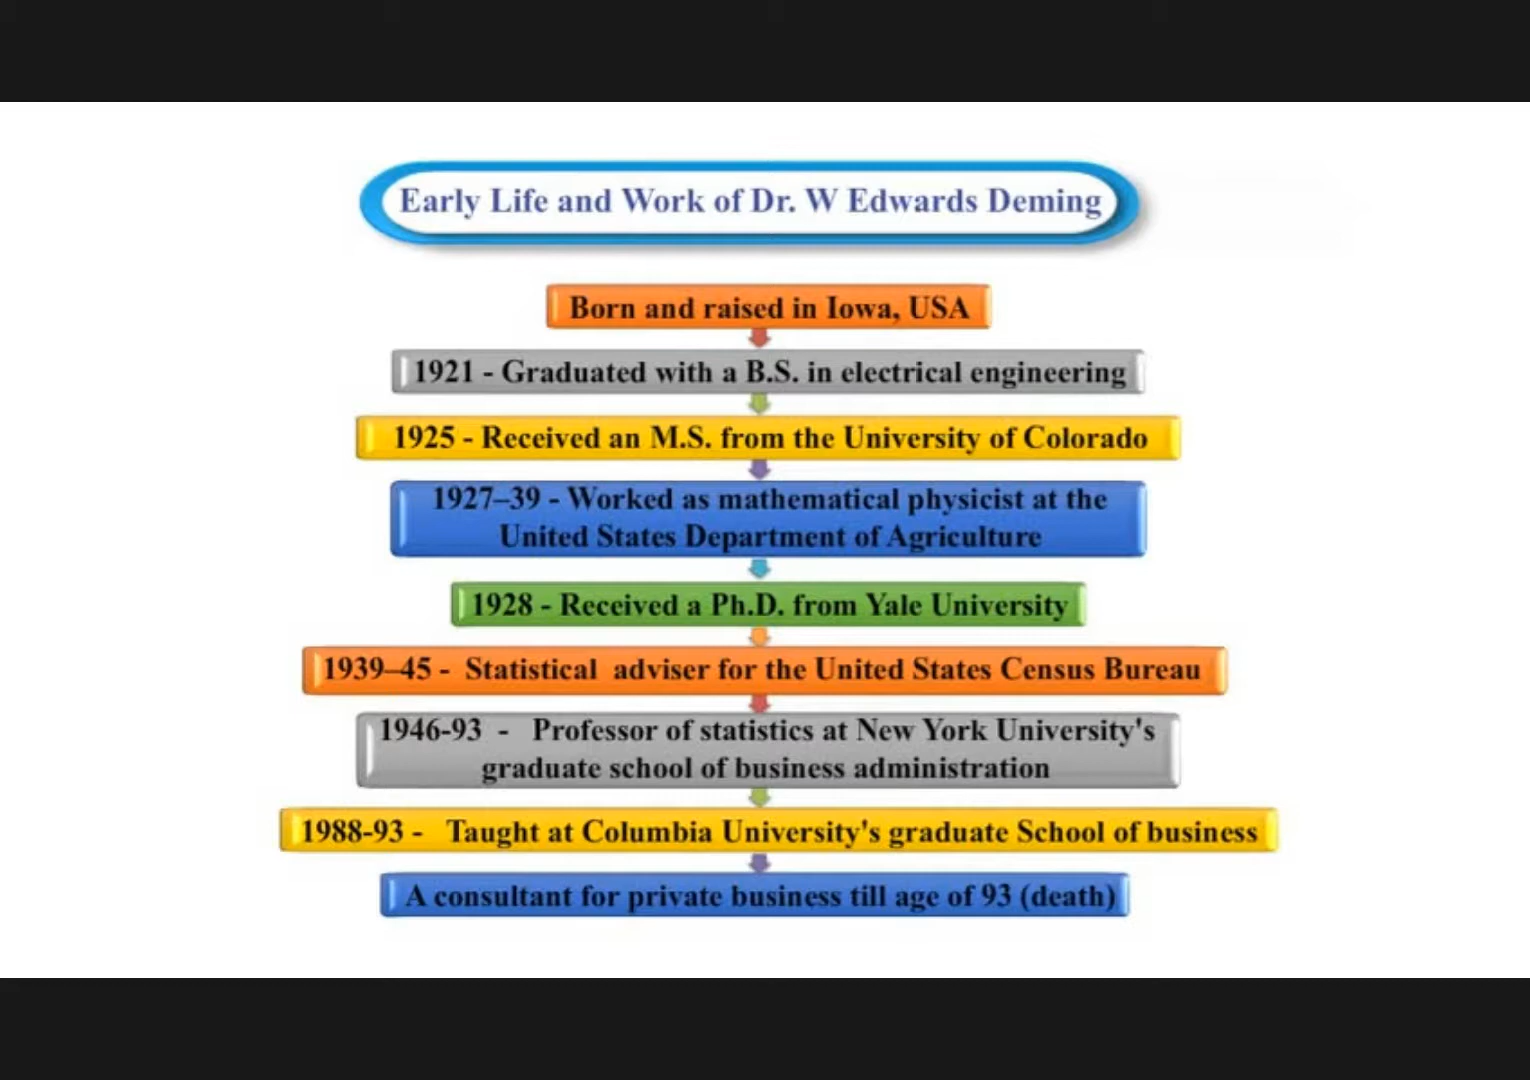 Early Life and Work of Dr. W Edwards Deming
Born and raised in Iowa, USA
1921 - Graduated with a B.S. in electrical engineering
1925 - Received an M.S. from the University of Colorado
1927–39 - Worked as mathematical physicist at the
United States Department of Agriculture
1928 - Received a Ph.D. from Yale University
1939–45 - Statistical adviser for the United States Census Bureau
1946-93 - Professor of statistics at New York University's
graduate school of business administration
1988-93 - Taught at Columbia University's graduate School of business
A consultant for private business till age of 93 (death)